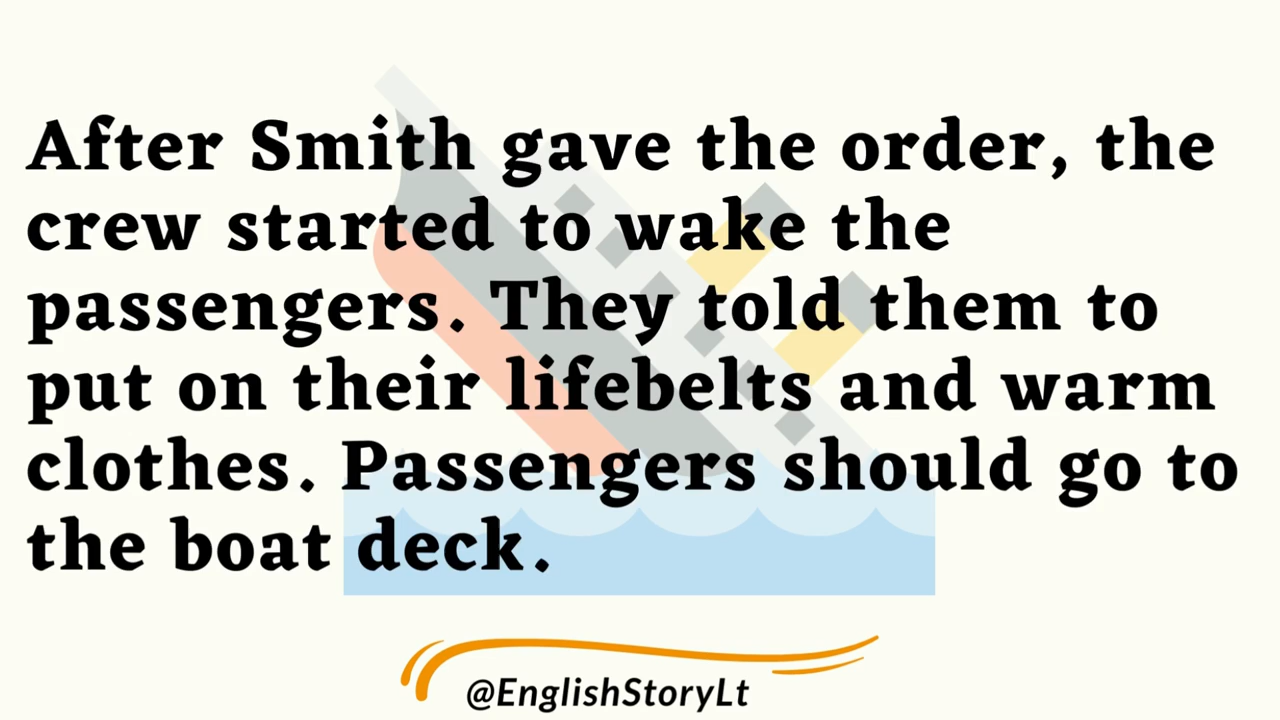 After Smith gave the order, the
crew started to wake the
passengers. They told them to
put on their lifebelts and warm
clothes. Passengers should go to
the boat deck.
@EnglishStoryLt